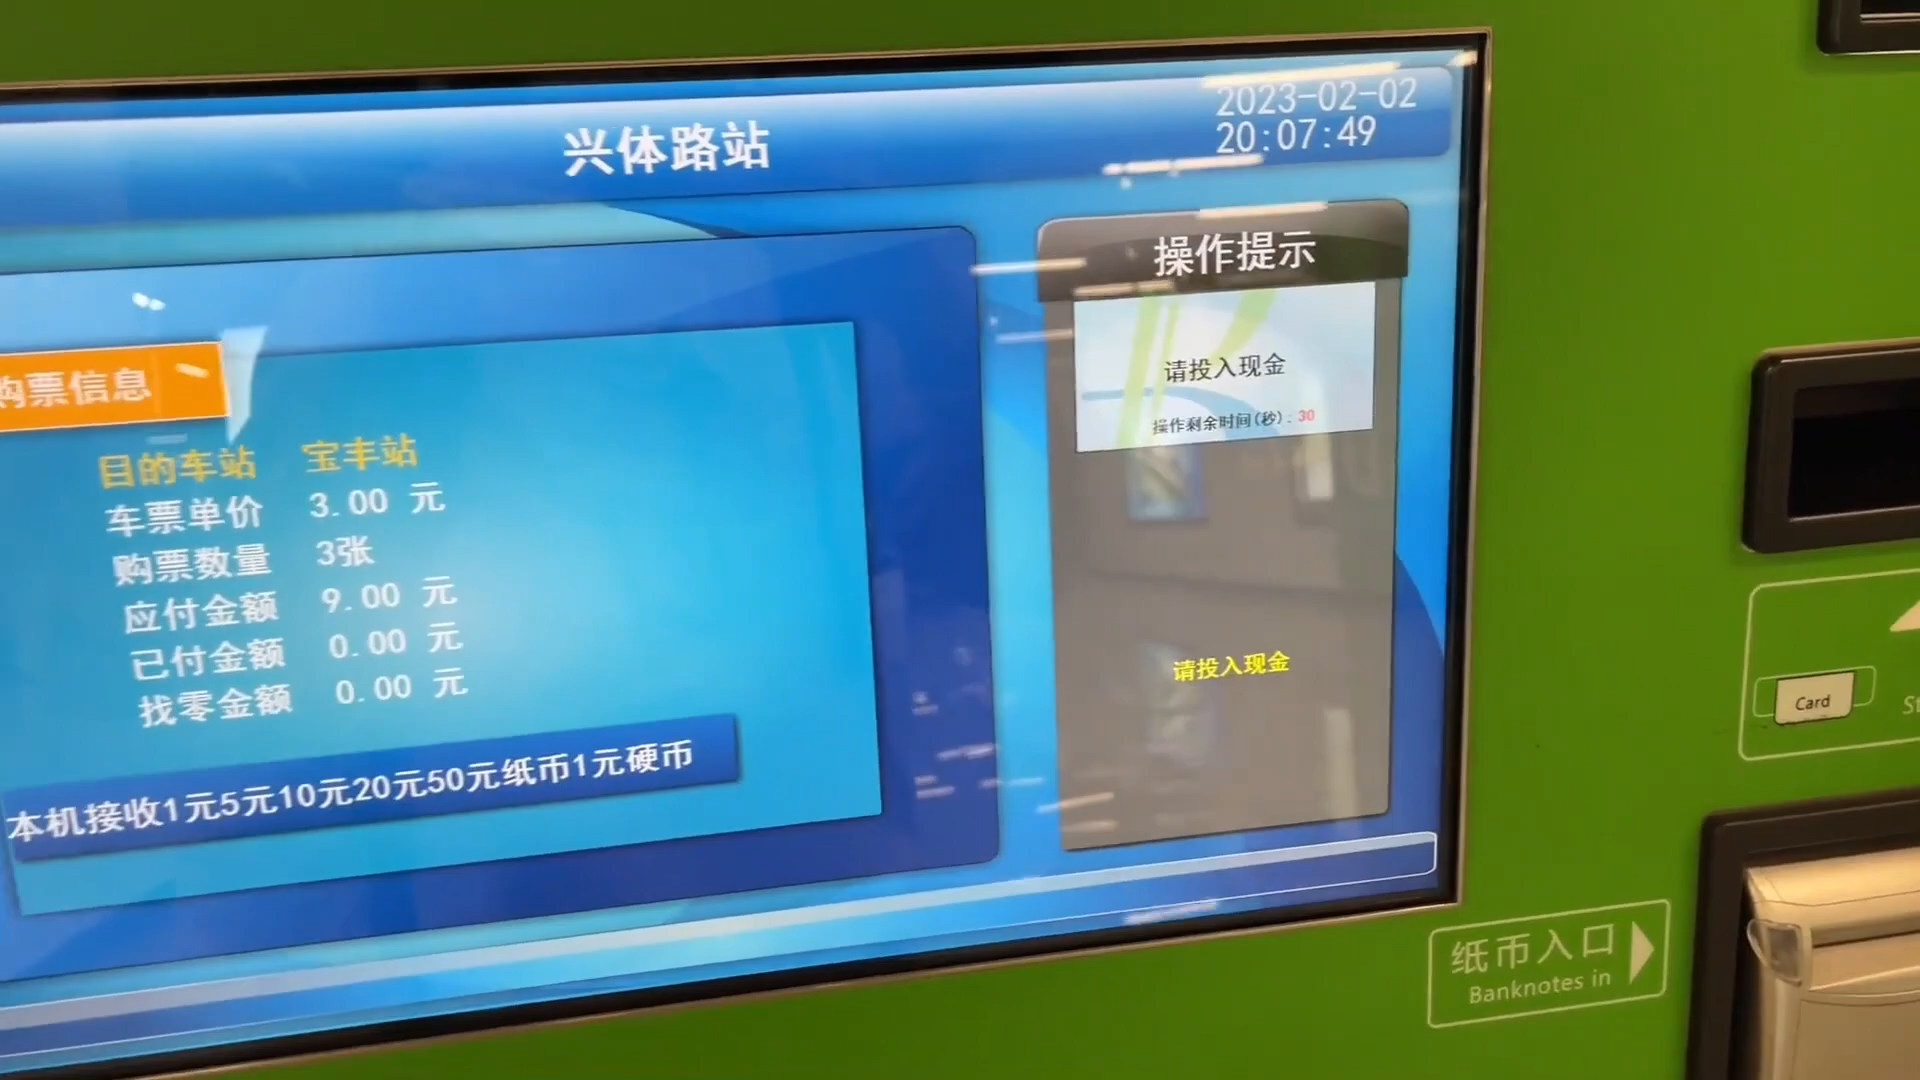 兴体路站
2023-02-02
20:07:49
购票信息
目的车站 宝丰站
车票单价 3.00 元
购票数量 3张
应付金额 9.00 元
已付金额 0.00 元
找零金额 0.00 元
本机接收1元5元10元20元50元纸币1元硬币
操作提示
请投入现金
操作剩余时间(秒): 30
请投入现金
Card
纸币入口
Banknotes in